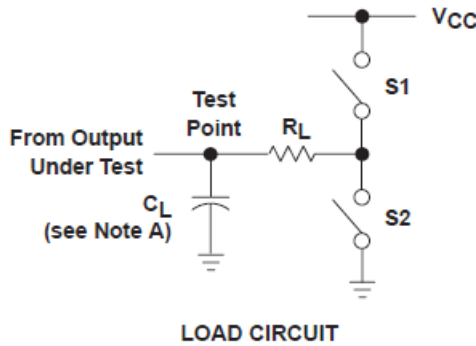 VCC
S1
Test
Point
RL
From Output
Under Test
CL
(see Note A)
S2
LOAD CIRCUIT